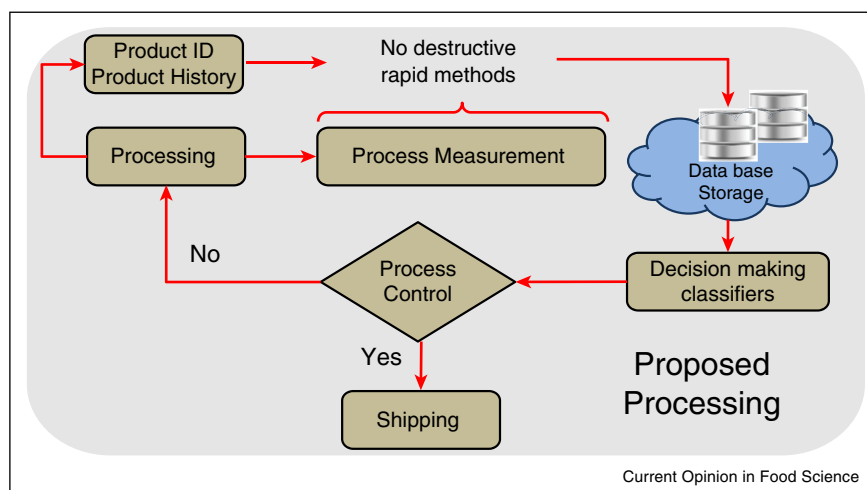 Product ID
Product History
No destructive
rapid methods
Processing
Process Measurement
Data base
Storage
No
Process
Control
Decision making
classifiers
Yes
Shipping
Proposed
Processing
Current Opinion in Food Science